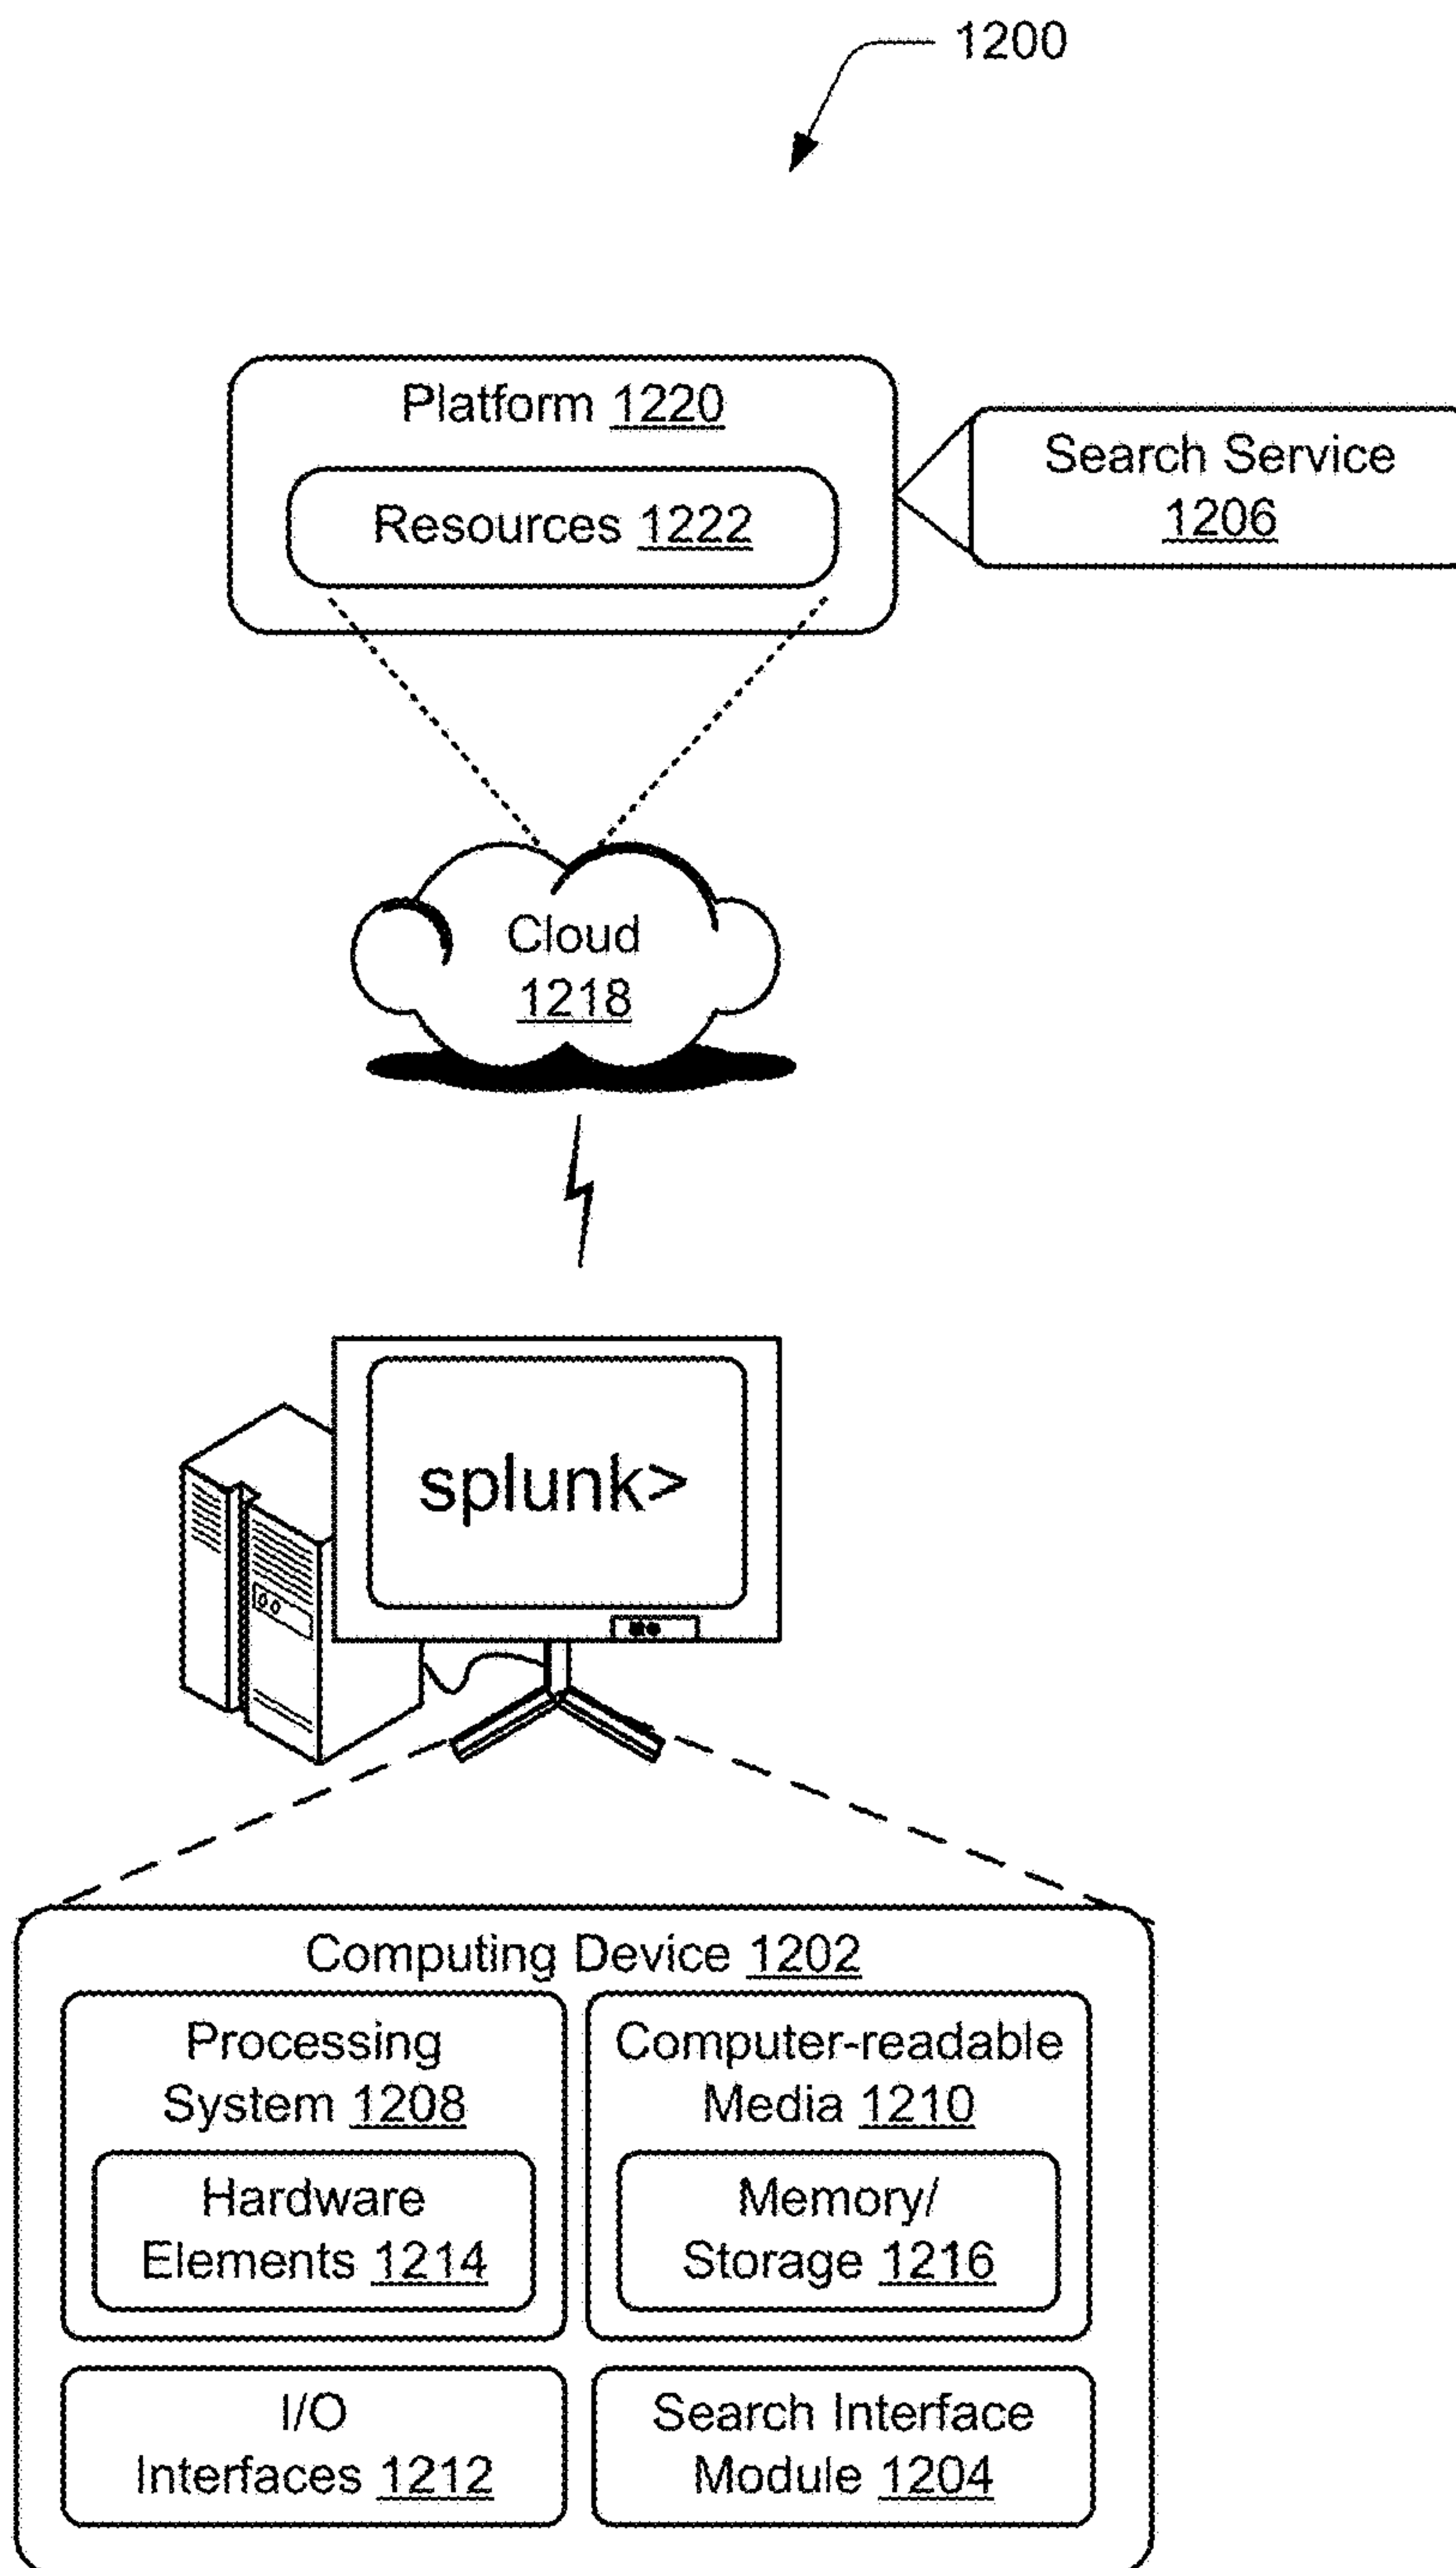 1200
Platform 1220
Resources 1222
Search Service
1206
Cloud
1218
splunk>
Computing Device 1202
Processing
System 1208
Hardware
Elements 1214
Computer-readable
Media 1210
Memory/
Storage 1216
I/O
Interfaces 1212
Search Interface
Module 1204